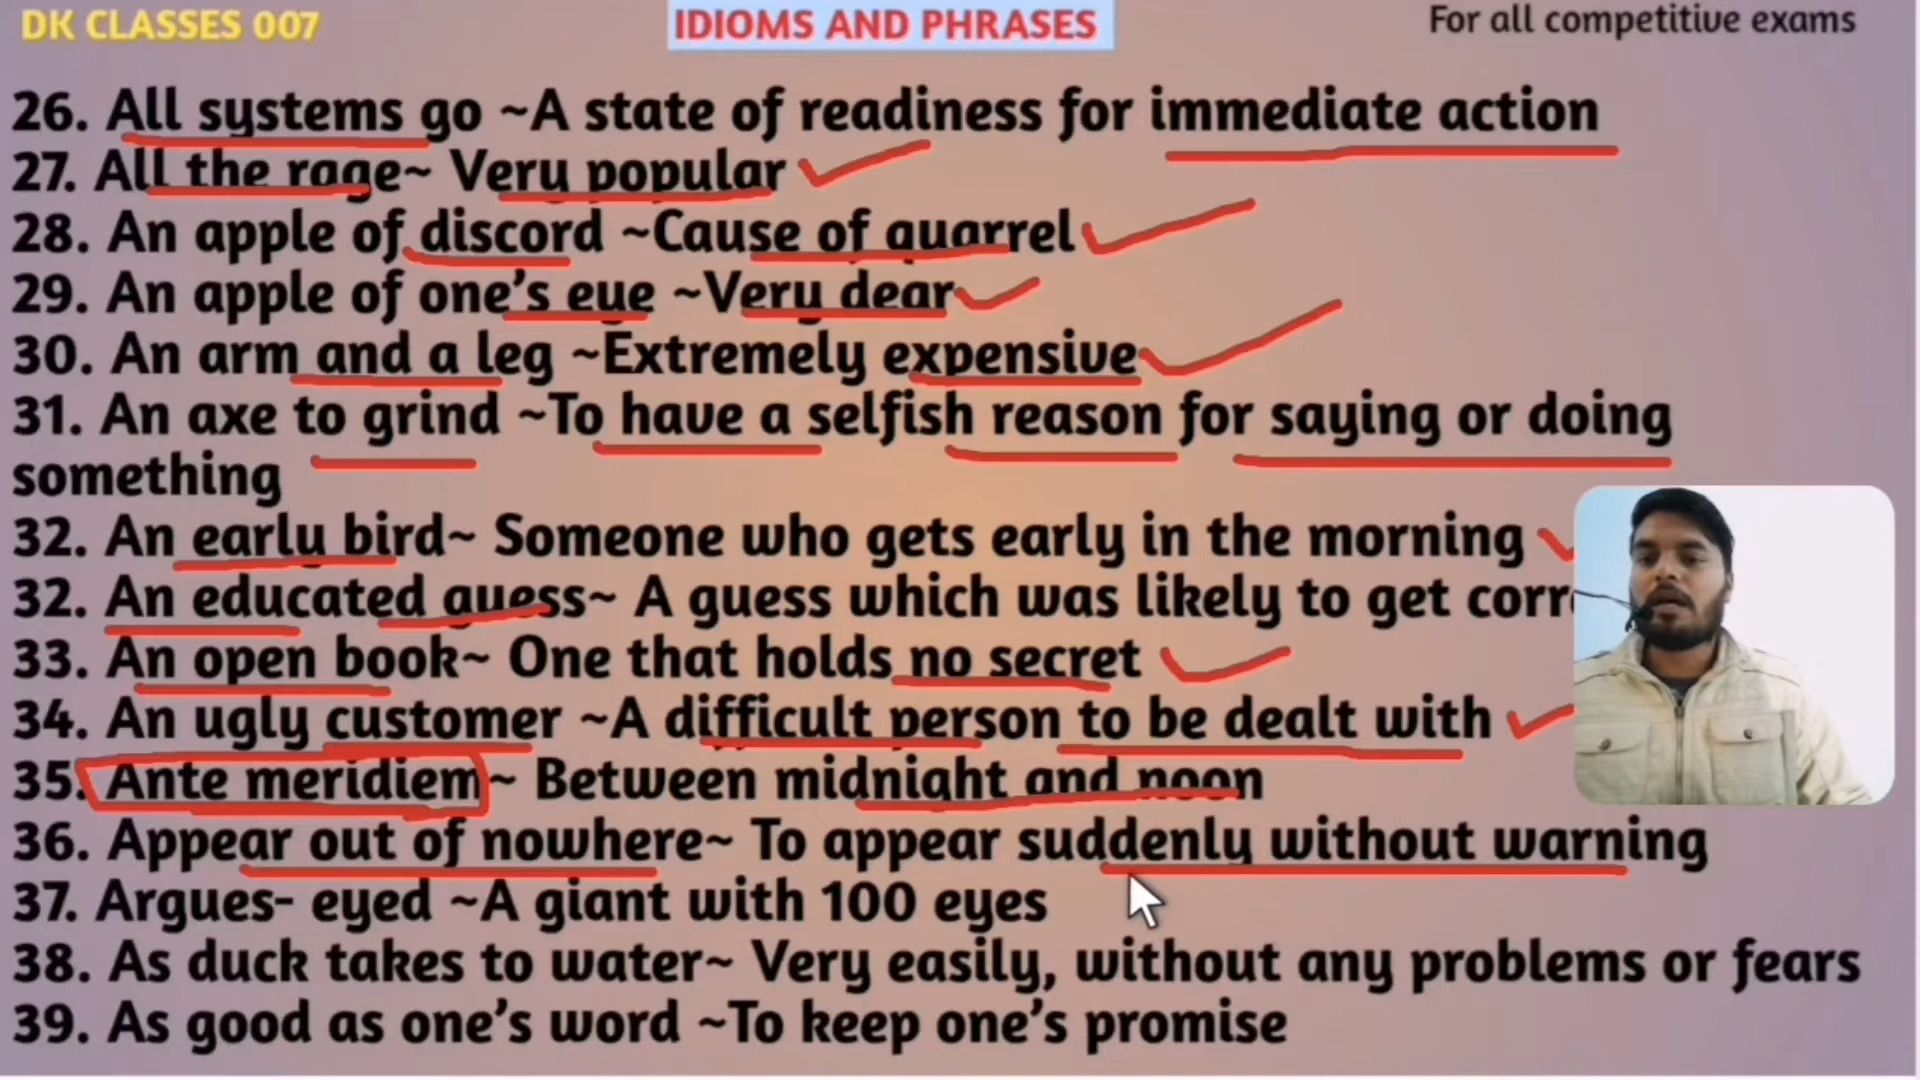 DK CLASSES 007
IDIOMS AND PHRASES
For all competitive exams
26. All systems go ~A state of readiness for immediate action
27. All the rage~ Very popular
28. An apple of discord ~Cause of quarrel
29. An apple of one's eye ~Very dear
30. An arm and a leg ~Extremely expensive
31. An axe to grind ~To have a selfish reason for saying or doing
something
32. An early bird~ Someone who gets early in the morning
32. An educated guess~ A guess which was likely to get
33. An open book~ One that holds no secret
34. An ugly customer ~A difficult person to be dealt with
35. Ante meridiem~ Between midnight and noon
36. Appear out of nowhere~ To appear suddenly without warning
37. Argues- eyed ~A giant with 100 eyes
38. As duck takes to water~ Very easily, without any problems or fears
39. As good as one's word ~To keep one's promise